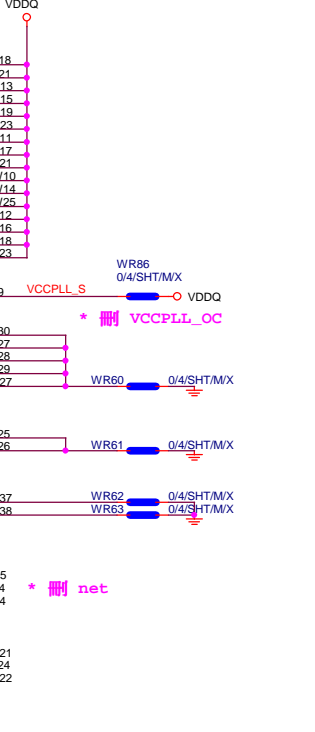 VDDQ
18
21
13
15
19
23
11
17
21
/10
/14
/25
12
16
18
23
WR86
0/4/SHT/M/X
9 VCCPLL_S VDDQ
* 刪 VCCPLL_OC
30
27
28
29
27 WR60 0/4/SHT/M/X
25
26 WR61 0/4/SHT/M/X
37 WR62 0/4/SHT/M/X
38 WR63 0/4/SHT/M/X
5
4 * 刪 net
4
21
24
22